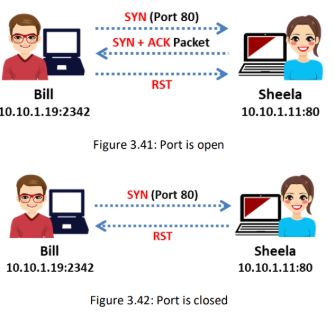 SYN (Port 80)
SYN + ACK Packet
RST
Bill
10.10.1.19:2342
Sheela
10.10.1.11:80
Figure 3.41: Port is open
SYN (Port 80)
RST
Bill
10.10.1.19:2342
Sheela
10.10.1.11:80
Figure 3.42: Port is closed